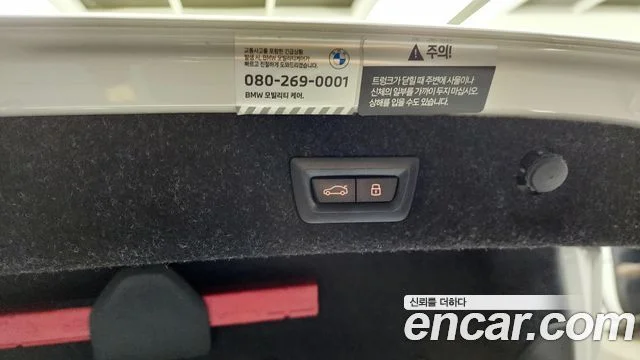 교통사고를 포함한 긴급상황
발생 시, BMW 모빌리티케어가
빠르고 친절하게 도와드리겠습니다.
080-269-0001
BMW 모빌리티 케어.
주의!
트렁크가 닫힐 때 주변에 사물이나
신체의 일부를 가까이 두지 마십시오.
상해를 입을 수도 있습니다.
신뢰를 더하다
encar.com